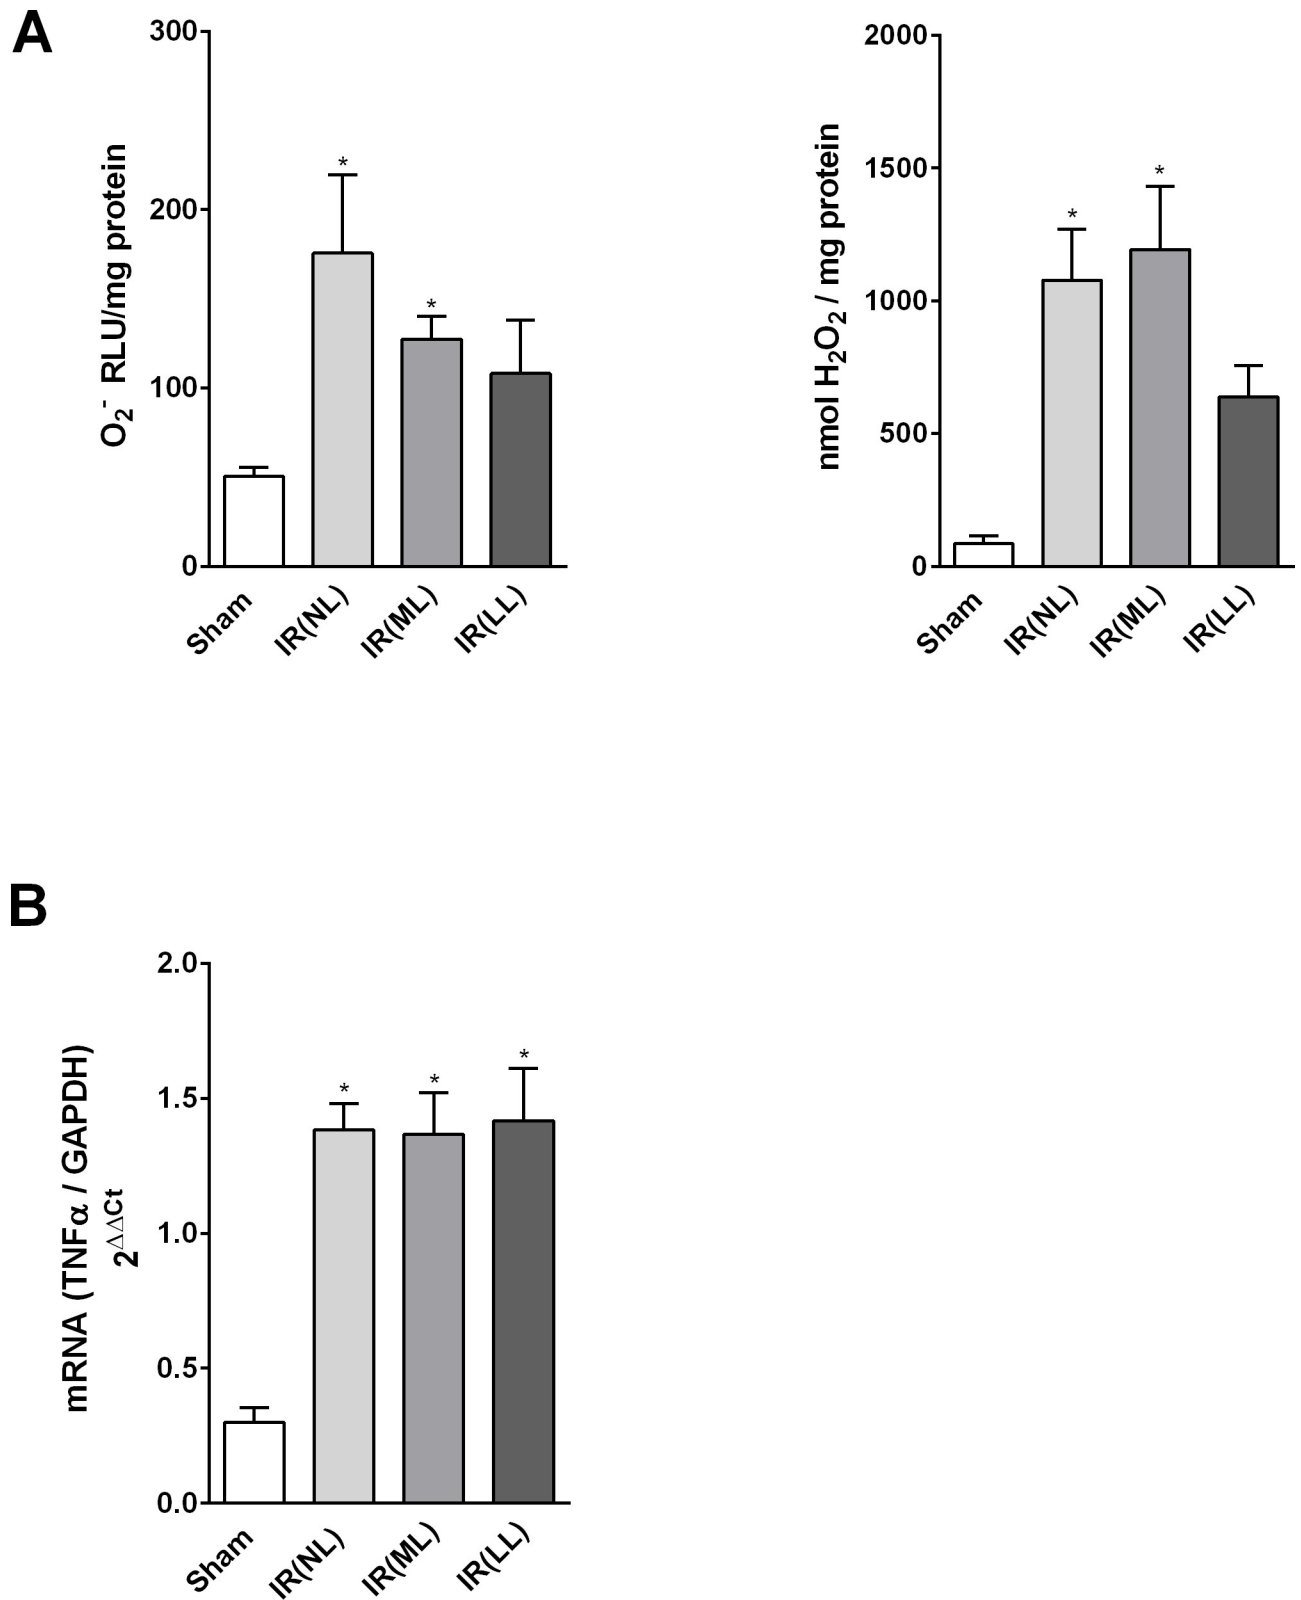 A
300
200
100
0
O₂⁻ RLU/mg protein
*
*
Sham
IR(NL)
IR(ML)
IR(LL)
2000
1500
1000
500
0
nmol H₂O₂ / mg protein
*
*
Sham
IR(NL)
IR(ML)
IR(LL)
B
2.0
1.5
1.0
0.5
0.0
mRNA (TNFα / GAPDH)
2^ΔΔCt
*
*
*
Sham
IR(NL)
IR(ML)
IR(LL)